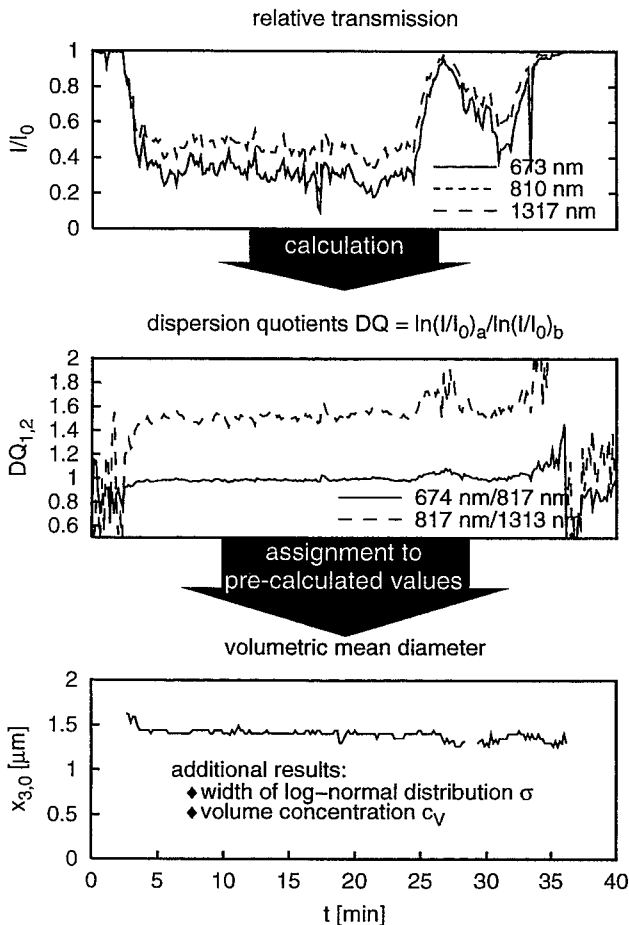 relative transmission
1
0.8
0.6
0.4
0.2
0
I/I0
673 nm
810 nm
1317 nm
calculation
dispersion quotients DQ = ln(I/I0)a/ln(I/I0)b
2
1.8
1.6
1.4
1.2
1
0.8
0.6
DQ1,2
674 nm/817 nm
817 nm/1313 n
assignment to
pre-calculated values
volumetric mean diameter
2
1.5
1
0.5
0
x3,0 [µm]
additional results:
♦width of log-normal distribution σ
♦volume concentration cV
0 5 10 15 20 25 30 35 40
t [min]